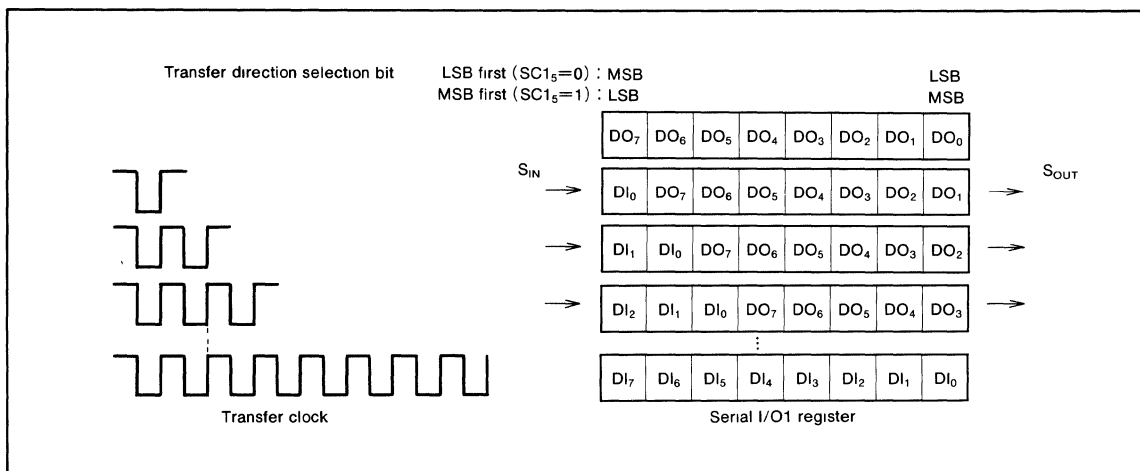 Transfer direction selection bit LSB first (SC1₅=0) : MSB LSB
MSB first (SC1₅=1) : LSB MSB
DO₇ DO₆ DO₅ DO₄ DO₃ DO₂ DO₁ DO₀
S_IN S_OUT
DI₀ DO₇ DO₆ DO₅ DO₄ DO₃ DO₂ DO₁
DI₁ DI₀ DO₇ DO₆ DO₅ DO₄ DO₃ DO₂
DI₂ DI₁ DI₀ DO₇ DO₆ DO₅ DO₄ DO₃
DI₇ DI₆ DI₅ DI₄ DI₃ DI₂ DI₁ DI₀
Transfer clock Serial I/O1 register